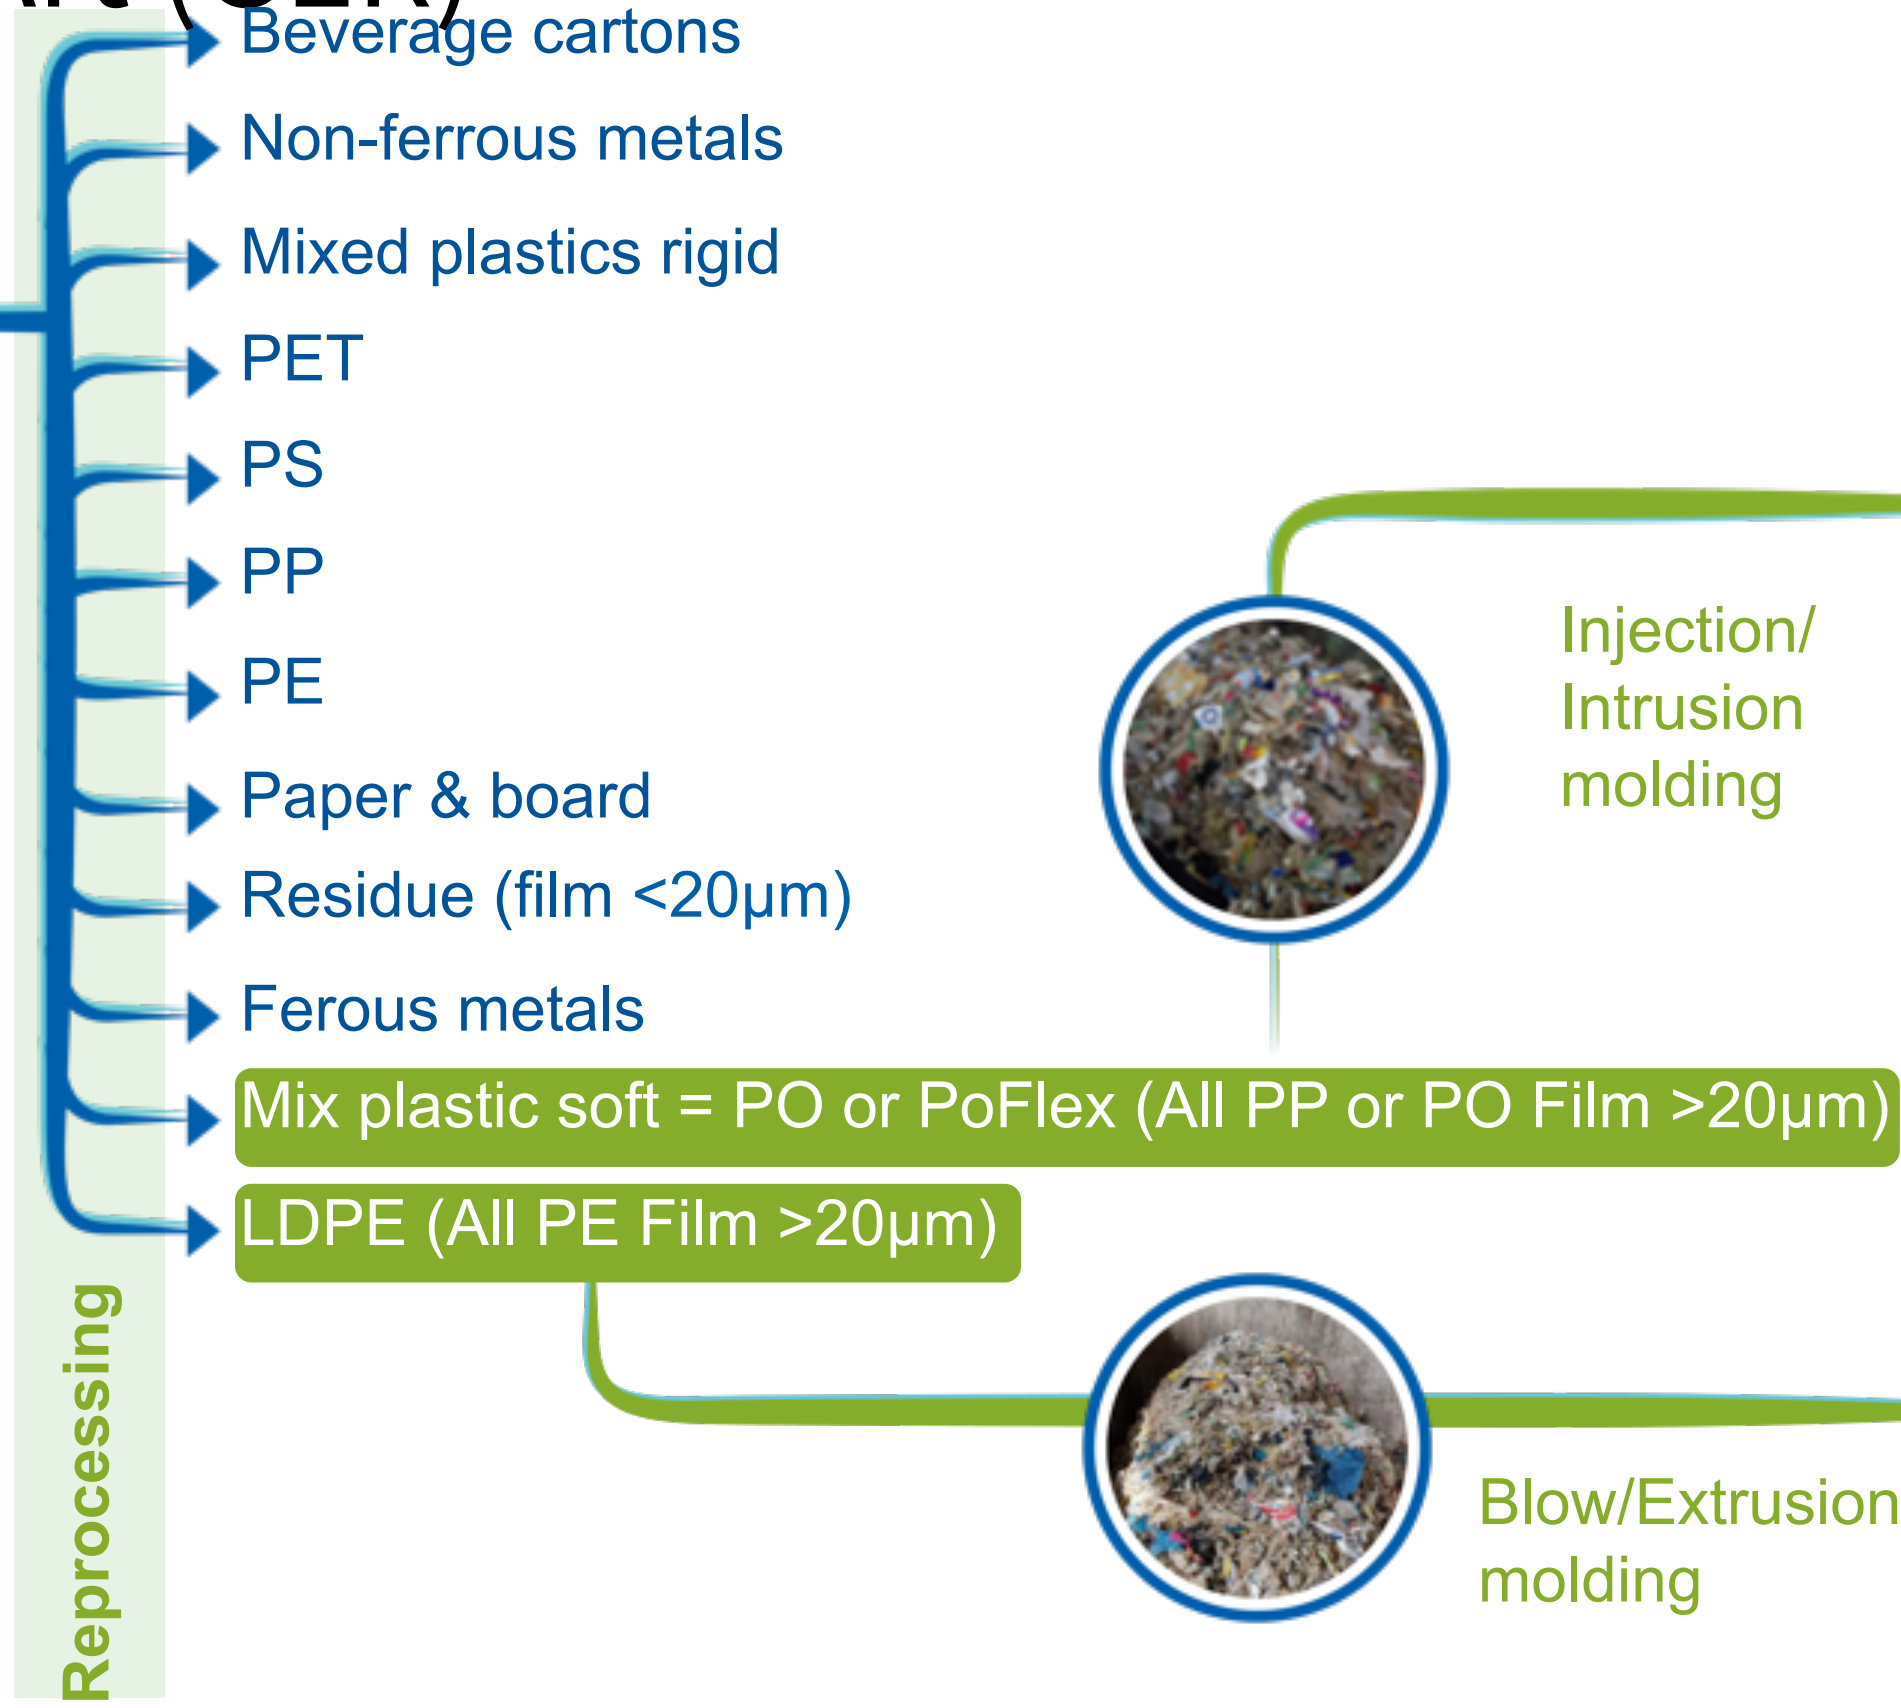 Beverage cartons
Non-ferrous metals
Mixed plastics rigid
PET
PS
PP
PE
Paper & board
Residue (film <20µm)
Ferous metals
Mix plastic soft = PO or PoFlex (All PP or PO Film >20µm)
LDPE (All PE Film >20µm)
Injection/
Intrusion
molding
Blow/Extrusion
molding
Reprocessing